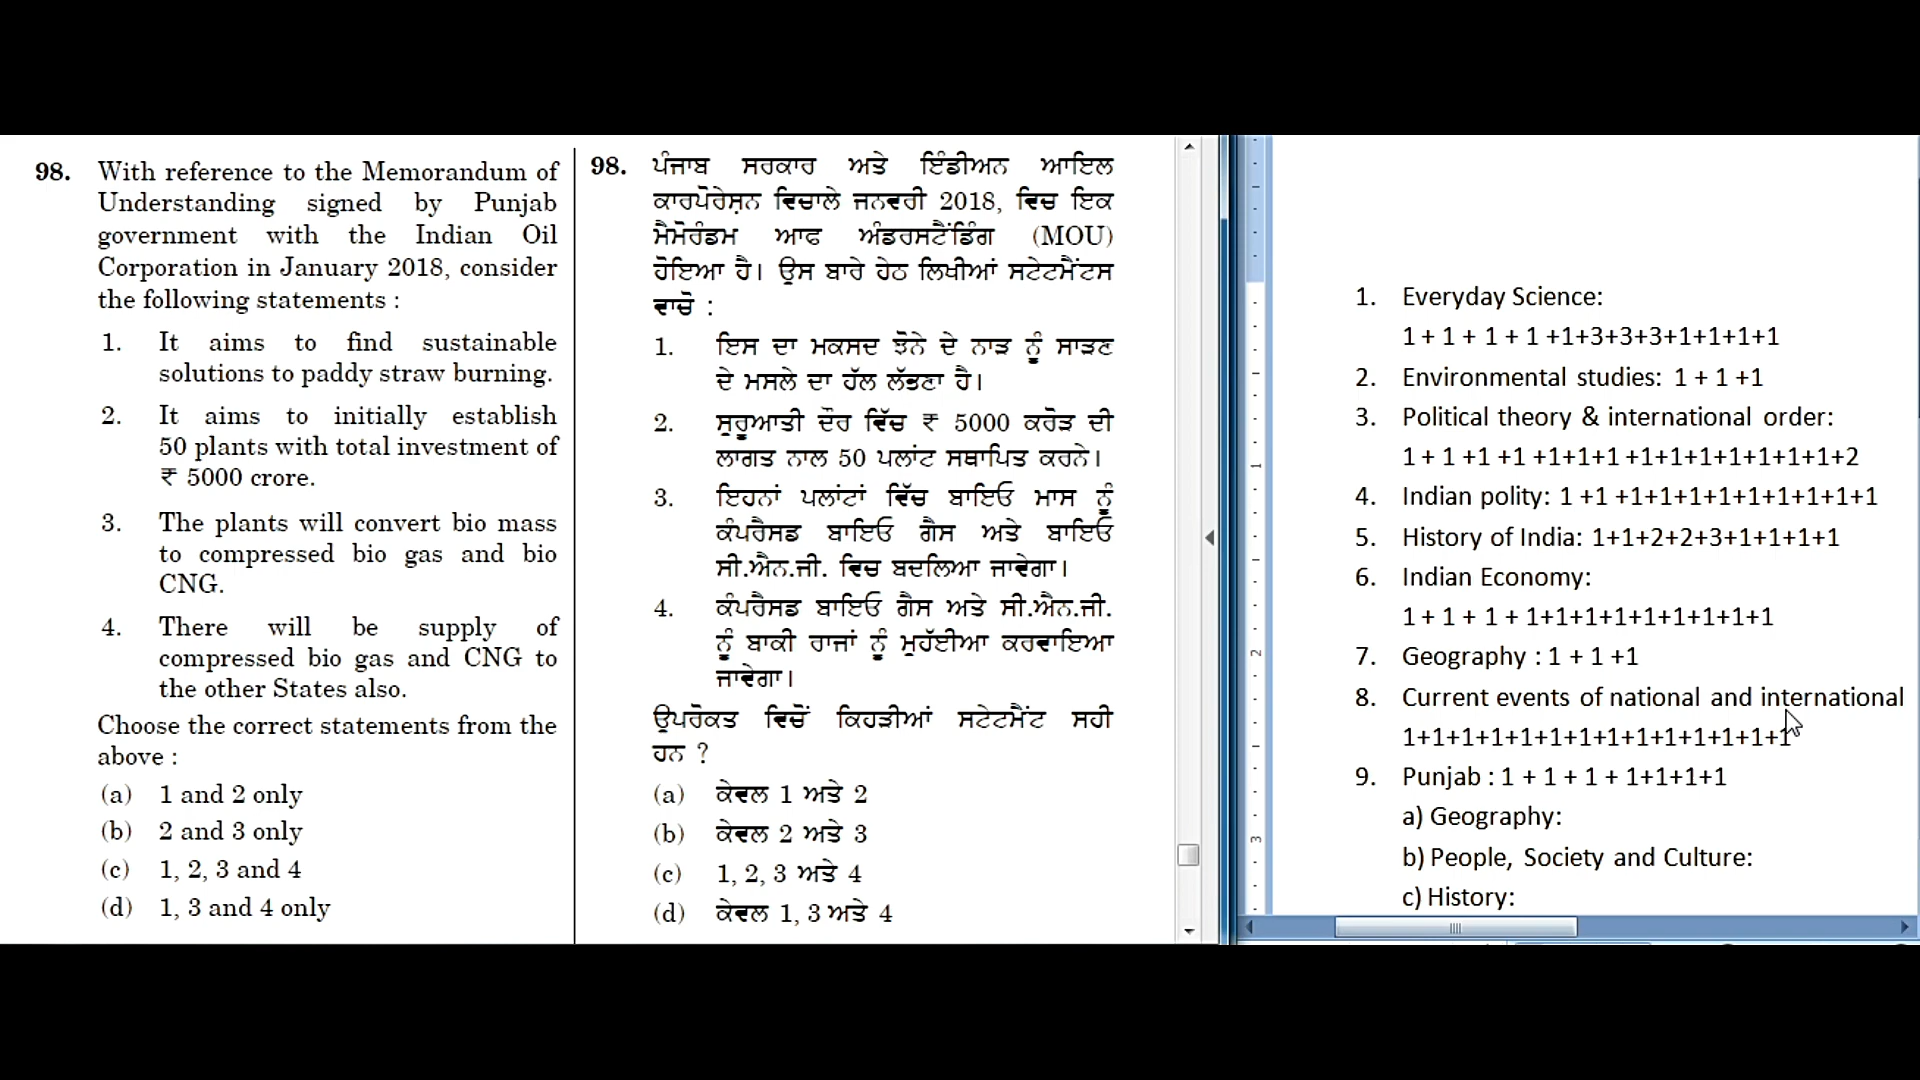 98. With reference to the Memorandum of
Understanding signed by Punjab
government with the Indian Oil
Corporation in January 2018, consider
the following statements :
1. It aims to find sustainable
solutions to paddy straw burning.
2. It aims to initially establish
50 plants with total investment of
₹ 5000 crore.
3. The plants will convert bio mass
to compressed bio gas and bio
CNG.
4. There will be supply of
compressed bio gas and CNG to
the other States also.
Choose the correct statements from the
above :
(a) 1 and 2 only
(b) 2 and 3 only
(c) 1, 2, 3 and 4
(d) 1, 3 and 4 only
98. ਪੰਜਾਬ ਸਰਕਾਰ ਅਤੇ ਇੰਡੀਅਨ ਆਇਲ
ਕਾਰਪੋਰੇਸ਼ਨ ਵਿਚਾਲੇ ਜਨਵਰੀ 2018, ਵਿਚ ਇਕ
ਮੈਮੋਰੰਡਮ ਆਫ ਅੰਡਰਸਟੈਂਡਿੰਗ (MOU)
ਹੋਇਆ ਹੈ। ਉਸ ਬਾਰੇ ਹੇਠ ਲਿਖੀਆਂ ਸਟੇਟਮੈਂਟਸ
ਵਾਚੋ :
1. ਇਸ ਦਾ ਮਕਸਦ ਝੋਨੇ ਦੇ ਨਾੜ ਨੂੰ ਸਾੜਣ
ਦੇ ਮਸਲੇ ਦਾ ਹੱਲ ਲੱਭਣਾ ਹੈ।
2. ਸੁਰੂਆਤੀ ਦੌਰ ਵਿੱਚ ₹ 5000 ਕਰੋੜ ਦੀ
ਲਾਗਤ ਨਾਲ 50 ਪਲਾਂਟ ਸਥਾਪਿਤ ਕਰਨੇ।
3. ਇਹਨਾਂ ਪਲਾਂਟਾਂ ਵਿੱਚ ਬਾਇਓ ਮਾਸ ਨੂੰ
ਕੰਪਰੈਸਡ ਬਾਇਓ ਗੈਸ ਅਤੇ ਬਾਇਓ
ਸੀ.ਐਨ.ਜੀ. ਵਿਚ ਬਦਲਿਆ ਜਾਵੇਗਾ।
4. ਕੰਪਰੈਸਡ ਬਾਇਓ ਗੈਸ ਅਤੇ ਸੀ.ਐਨ.ਜੀ.
ਨੂੰ ਬਾਕੀ ਰਾਜਾਂ ਨੂੰ ਮੁਹੱਈਆ ਕਰਵਾਇਆ
ਜਾਵੇਗਾ।
ਉਪਰੋਕਤ ਵਿਚੋਂ ਕਿਹੜੀਆਂ ਸਟੇਟਮੈਂਟ ਸਹੀ
ਹਨ ?
(a) ਕੇਵਲ 1 ਅਤੇ 2
(b) ਕੇਵਲ 2 ਅਤੇ 3
(c) 1, 2, 3 ਅਤੇ 4
(d) ਕੇਵਲ 1, 3 ਅਤੇ 4
1. Everyday Science:
1 + 1 + 1 + 1 +1+3+3+3+1+1+1+1
2. Environmental studies: 1 + 1 +1
3. Political theory & international order:
1 + 1 +1 +1 +1+1+1 +1+1+1+1+1+1+1+2
4. Indian polity: 1 +1 +1+1+1+1+1+1+1+1+1
5. History of India: 1+1+2+2+3+1+1+1+1
6. Indian Economy:
1 + 1 + 1 + 1+1+1+1+1+1+1+1+1
7. Geography : 1 + 1 +1
8. Current events of national and international
1+1+1+1+1+1+1+1+1+1+1+1+1+1
9. Punjab : 1 + 1 + 1 + 1+1+1+1
a) Geography:
b) People, Society and Culture:
c) History:
1
2
3